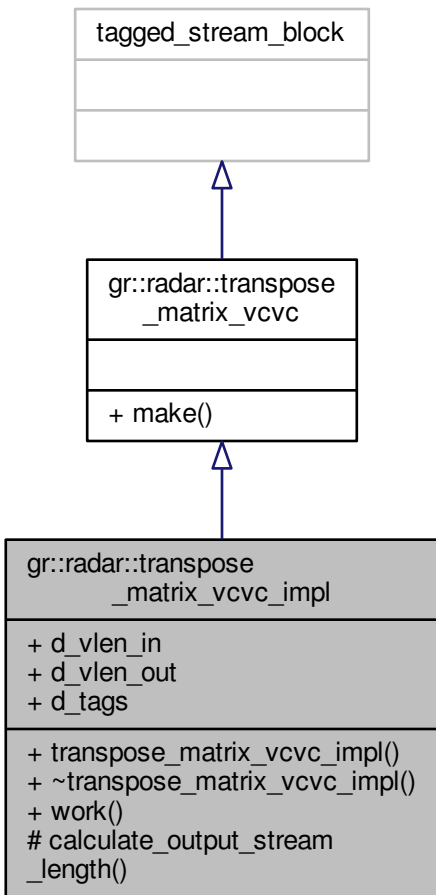 tagged_stream_block
gr::radar::transpose
_matrix_vcvc
+ make()
gr::radar::transpose
_matrix_vcvc_impl
+ d_vlen_in
+ d_vlen_out
+ d_tags
+ transpose_matrix_vcvc_impl()
+ ~transpose_matrix_vcvc_impl()
+ work()
# calculate_output_stream
_length()